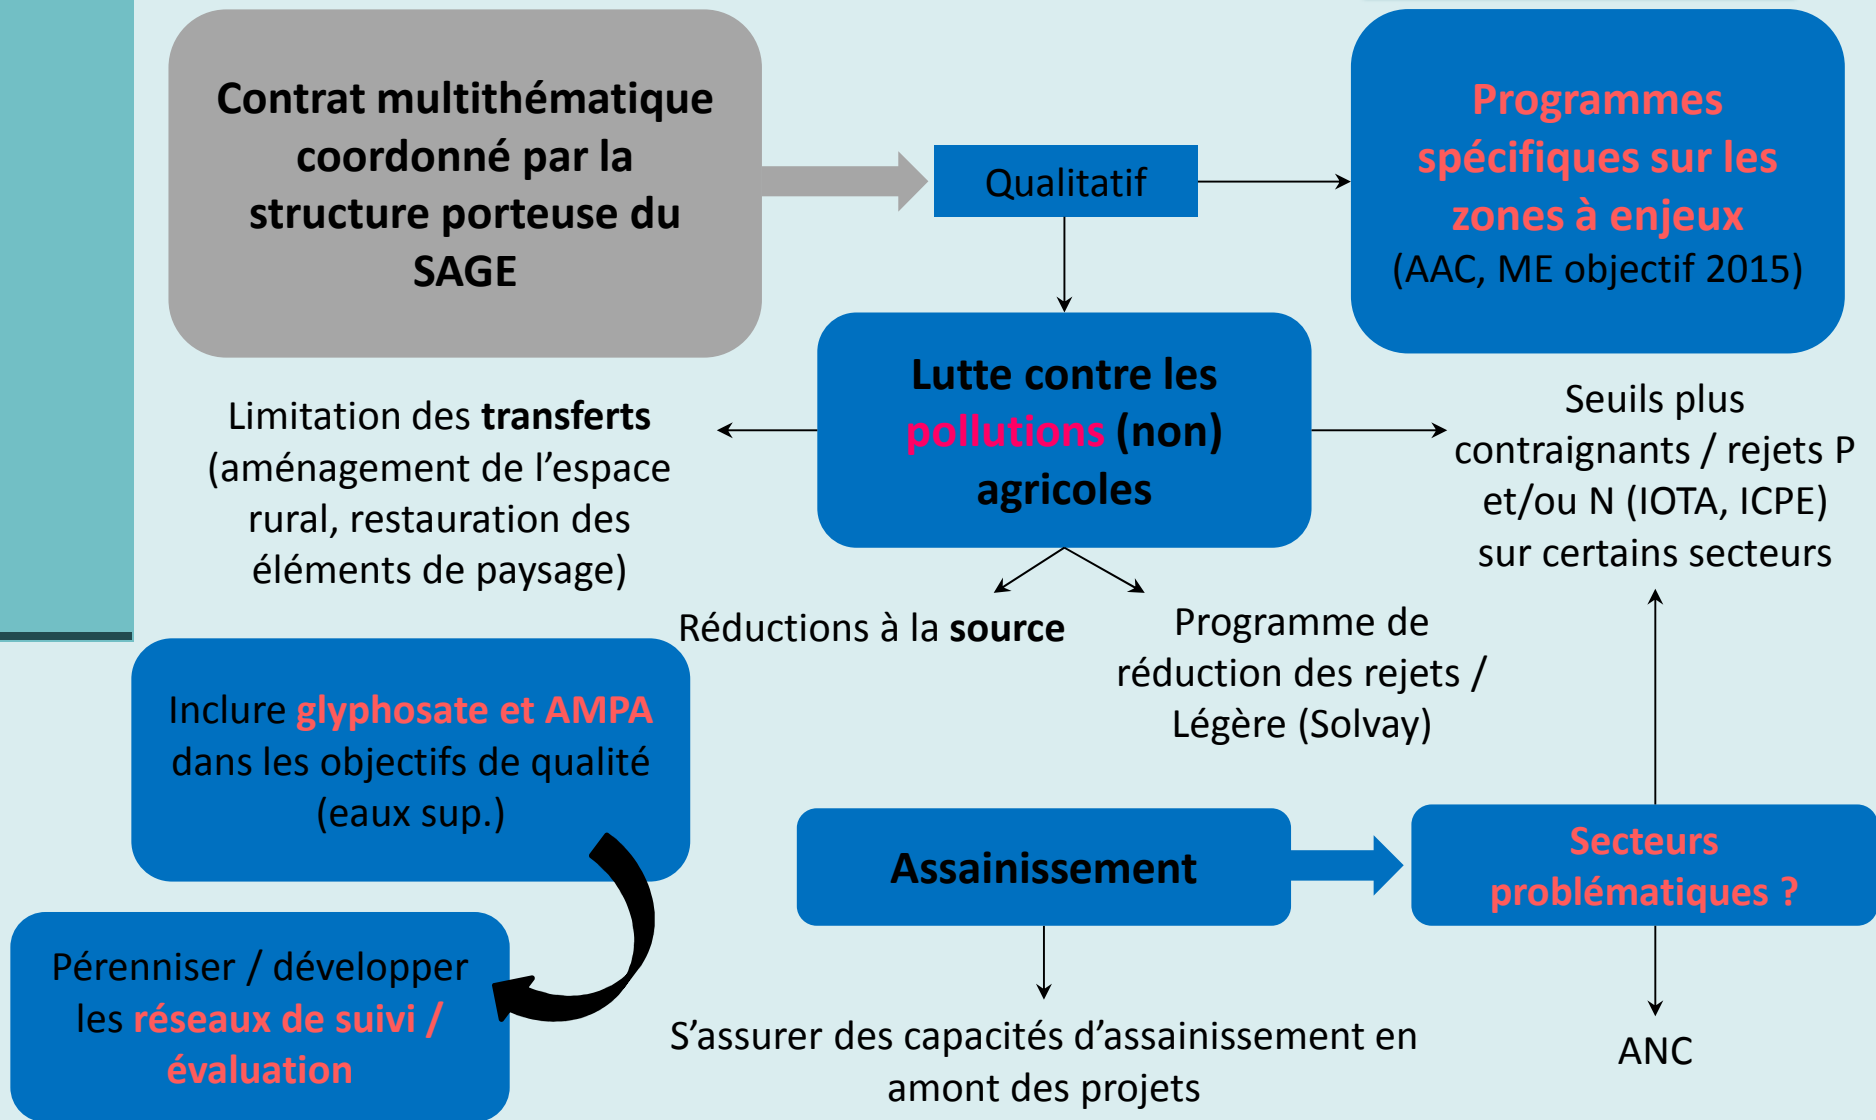 Contrat multithématique
coordonné par la
structure porteuse du
SAGE
Qualitatif
Programmes
spécifiques sur les
zones à enjeux
(AAC, ME objectif 2015)
Lutte contre les
pollutions (non)
agricoles
Limitation des transferts
(aménagement de l’espace
rural, restauration des
éléments de paysage)
Seuils plus
contraignants / rejets P
et/ou N (IOTA, ICPE)
sur certains secteurs
Réductions à la source
Programme de
réduction des rejets /
Légère (Solvay)
Inclure glyphosate et AMPA
dans les objectifs de qualité
(eaux sup.)
Assainissement
Secteurs
problématiques ?
Pérenniser / développer
les réseaux de suivi /
évaluation
S’assurer des capacités d’assainissement en
amont des projets
ANC